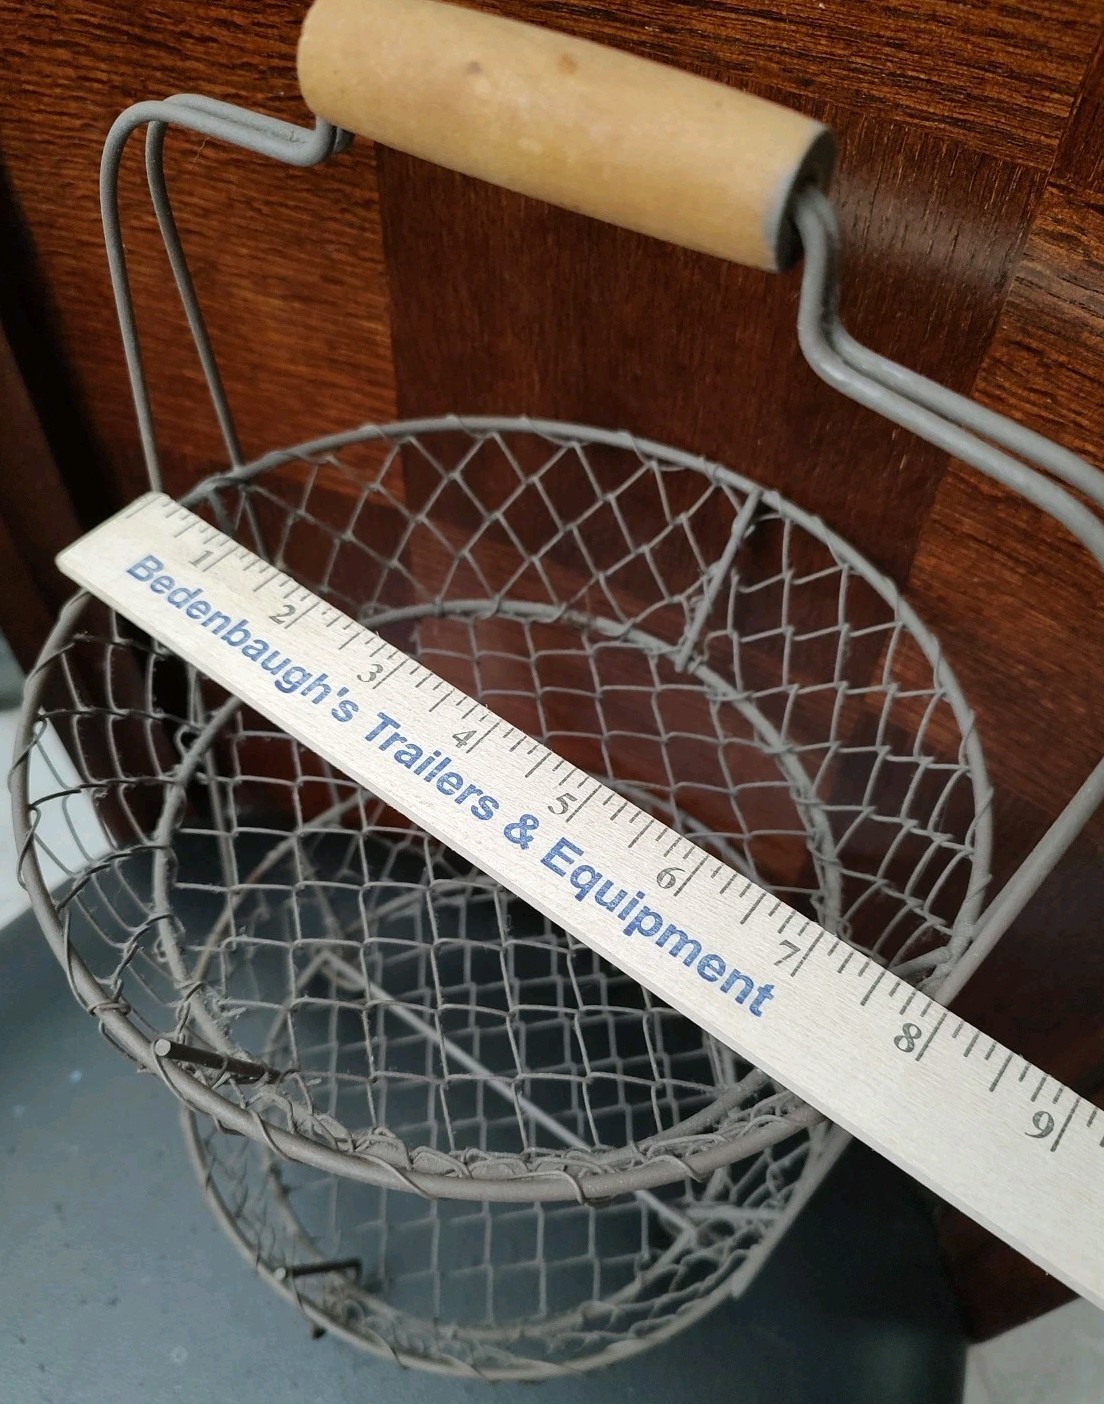 1 2 3 4 5 6 7 8 9
Bedenbaugh's Trailers & Equipment